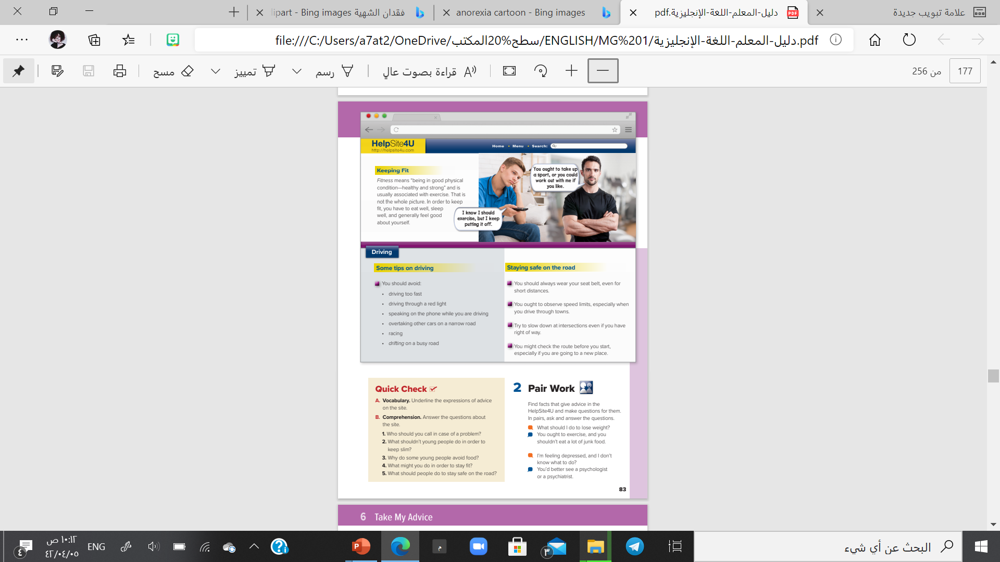 علامة تبويب جديدة
دليل-المعلم-اللغة-الإنجليزية.pdf
anorexia cartoon - Bing images
فقدان الشهية lipart - Bing images
file:///C:/Users/a7at2/OneDrive/سطح%20المكتب/ENGLISH/MG%201/دليل-المعلم-اللغة-الإنجليزية.pdf
177
من 256
قراءة بصوت عالٍ
رسم
تمييز
مسح
HelpSite4U
http://helpsite4u.com
Home • Menu • Search:
Keeping Fit
Fitness means “being in good physical
condition—healthy and strong” and is
usually associated with exercise. That is
not the whole picture. In order to keep
fit, you have to eat well, sleep
well, and generally feel good
about yourself.
You ought to take up
a sport, or you could
work out with me if
you like.
I know I should
exercise, but I keep
putting it off.
Driving
Some tips on driving
You should avoid:
• driving too fast
• driving through a red light
• speaking on the phone while you are driving
• overtaking other cars on a narrow road
• racing
• drifting on a busy road
Staying safe on the road
You should always wear your seat belt, even for
short distances.
You ought to observe speed limits, especially when
you drive through towns.
Try to slow down at intersections even if you have
right of way.
You might check the route before you start,
especially if you are going to a new place.
Quick Check
A. Vocabulary. Underline the expressions of advice
on the site.
B. Comprehension. Answer the questions about
the site.
1. Who should you call in case of a problem?
2. What shouldn’t young people do in order to
keep slim?
3. Why do some young people avoid food?
4. What might you do in order to stay fit?
5. What should people do to stay safe on the road?
2 Pair Work
Find facts that give advice in the
HelpSite4U and make questions for them.
In pairs, ask and answer the questions.
What should I do to lose weight?
You ought to exercise, and you
shouldn’t eat a lot of junk food.
I’m feeling depressed, and I don’t
know what to do?
You’d better see a psychologist
or a psychiatrist.
83
6 Take My Advice
البحث عن أي شيء
٣
م
ENG
١٠:١٢ ص
٤٢/٠٤/٠٥
٤